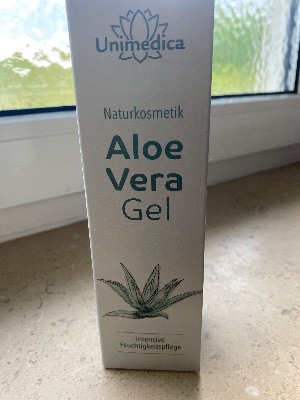 Unimedica
Naturkosmetik
Aloe
Vera
Gel
intensive
Feuchtigkeitspflege